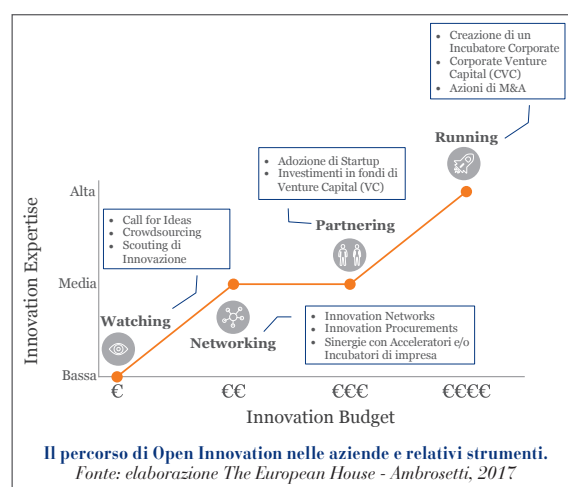 • Creazione di un
Incubatore Corporate
• Corporate Venture
Capital (CVC)
• Azioni di M&A
Running
• Adozione di Startup
• Investimenti in fondi di
Venture Capital (VC)
Partnering
• Call for Ideas
• Crowdsourcing
• Scouting di
Innovazione
Watching
Networking
• Innovation Networks
• Innovation Procurements
• Sinergie con Acceleratori e/o
Incubatori di impresa
Innovation Expertise
Alta
Media
Bassa
€
€€
€€€
€€€€
Innovation Budget
Il percorso di Open Innovation nelle aziende e relativi strumenti.
Fonte: elaborazione The European House - Ambrosetti, 2017